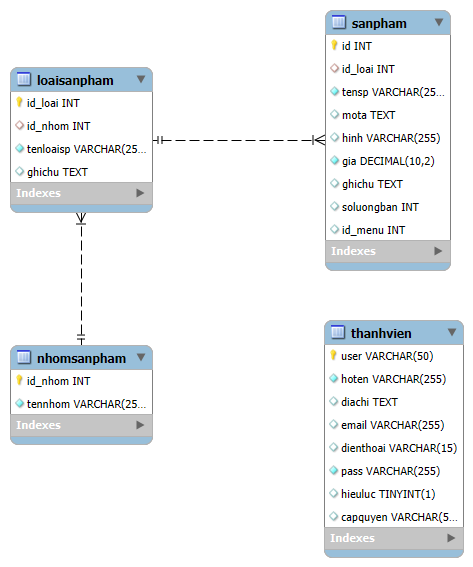 loaisanpham
id_loai INT
id_nhom INT
tenloaisp VARCHAR(25...
ghichu TEXT
Indexes
sanpham
id INT
id_loai INT
tensp VARCHAR(25...
mota TEXT
hinh VARCHAR(255)
gia DECIMAL(10,2)
ghichu TEXT
soluongban INT
id_menu INT
Indexes
nhomsanpham
id_nhom INT
tennhom VARCHAR(25...
Indexes
thanhvien
user VARCHAR(50)
hoten VARCHAR(255)
diachi TEXT
email VARCHAR(255)
dienthoai VARCHAR(15)
pass VARCHAR(255)
hieuluc TINYINT(1)
capquyen VARCHAR(5...
Indexes